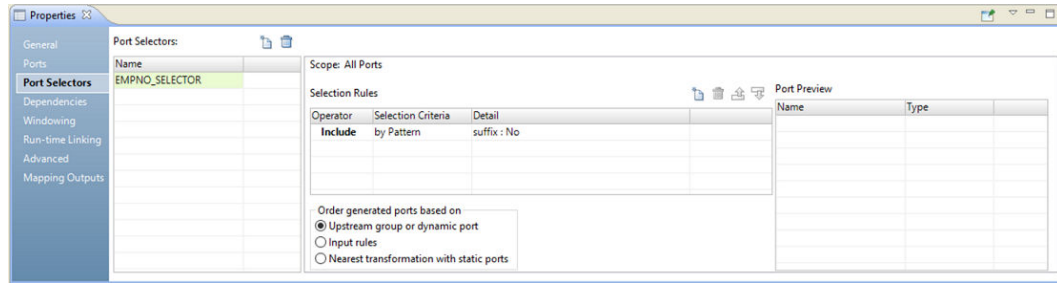 Properties
General
Ports
Port Selectors
Dependencies
Windowing
Run-time Linking
Advanced
Mapping Outputs
Port Selectors:
Name
EMPNO_SELECTOR
Scope: All Ports
Selection Rules
Operator Selection Criteria Detail
Include by Pattern suffix : No
Order generated ports based on
Upstream group or dynamic port
Input rules
Nearest transformation with static ports
Port Preview
Name Type